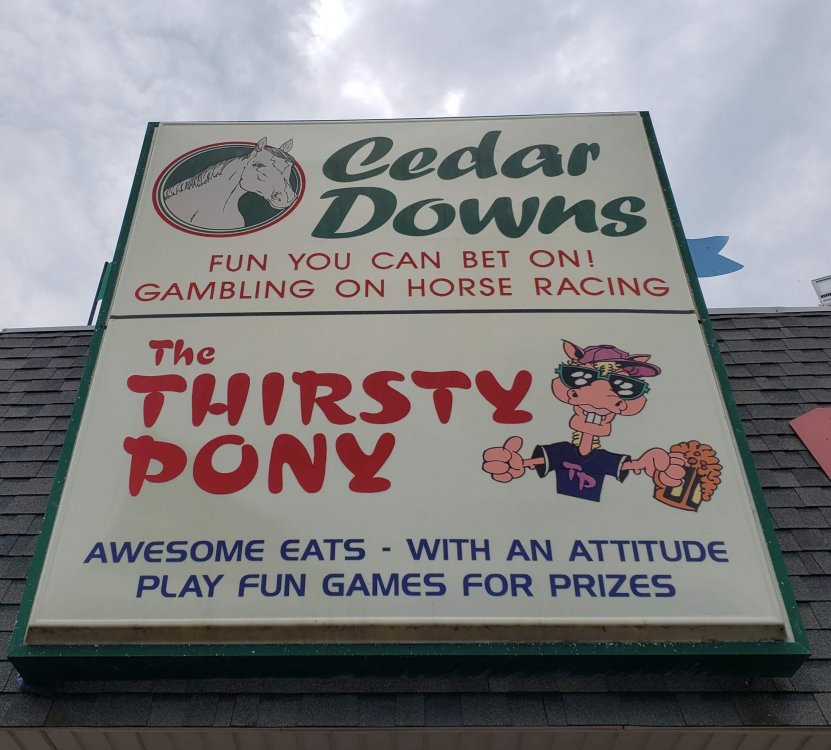 Cedar
Downs
FUN YOU CAN BET ON!
GAMBLING ON HORSE RACING
The
THIRSTY
PONY
TP
AWESOME EATS - WITH AN ATTITUDE
PLAY FUN GAMES FOR PRIZES